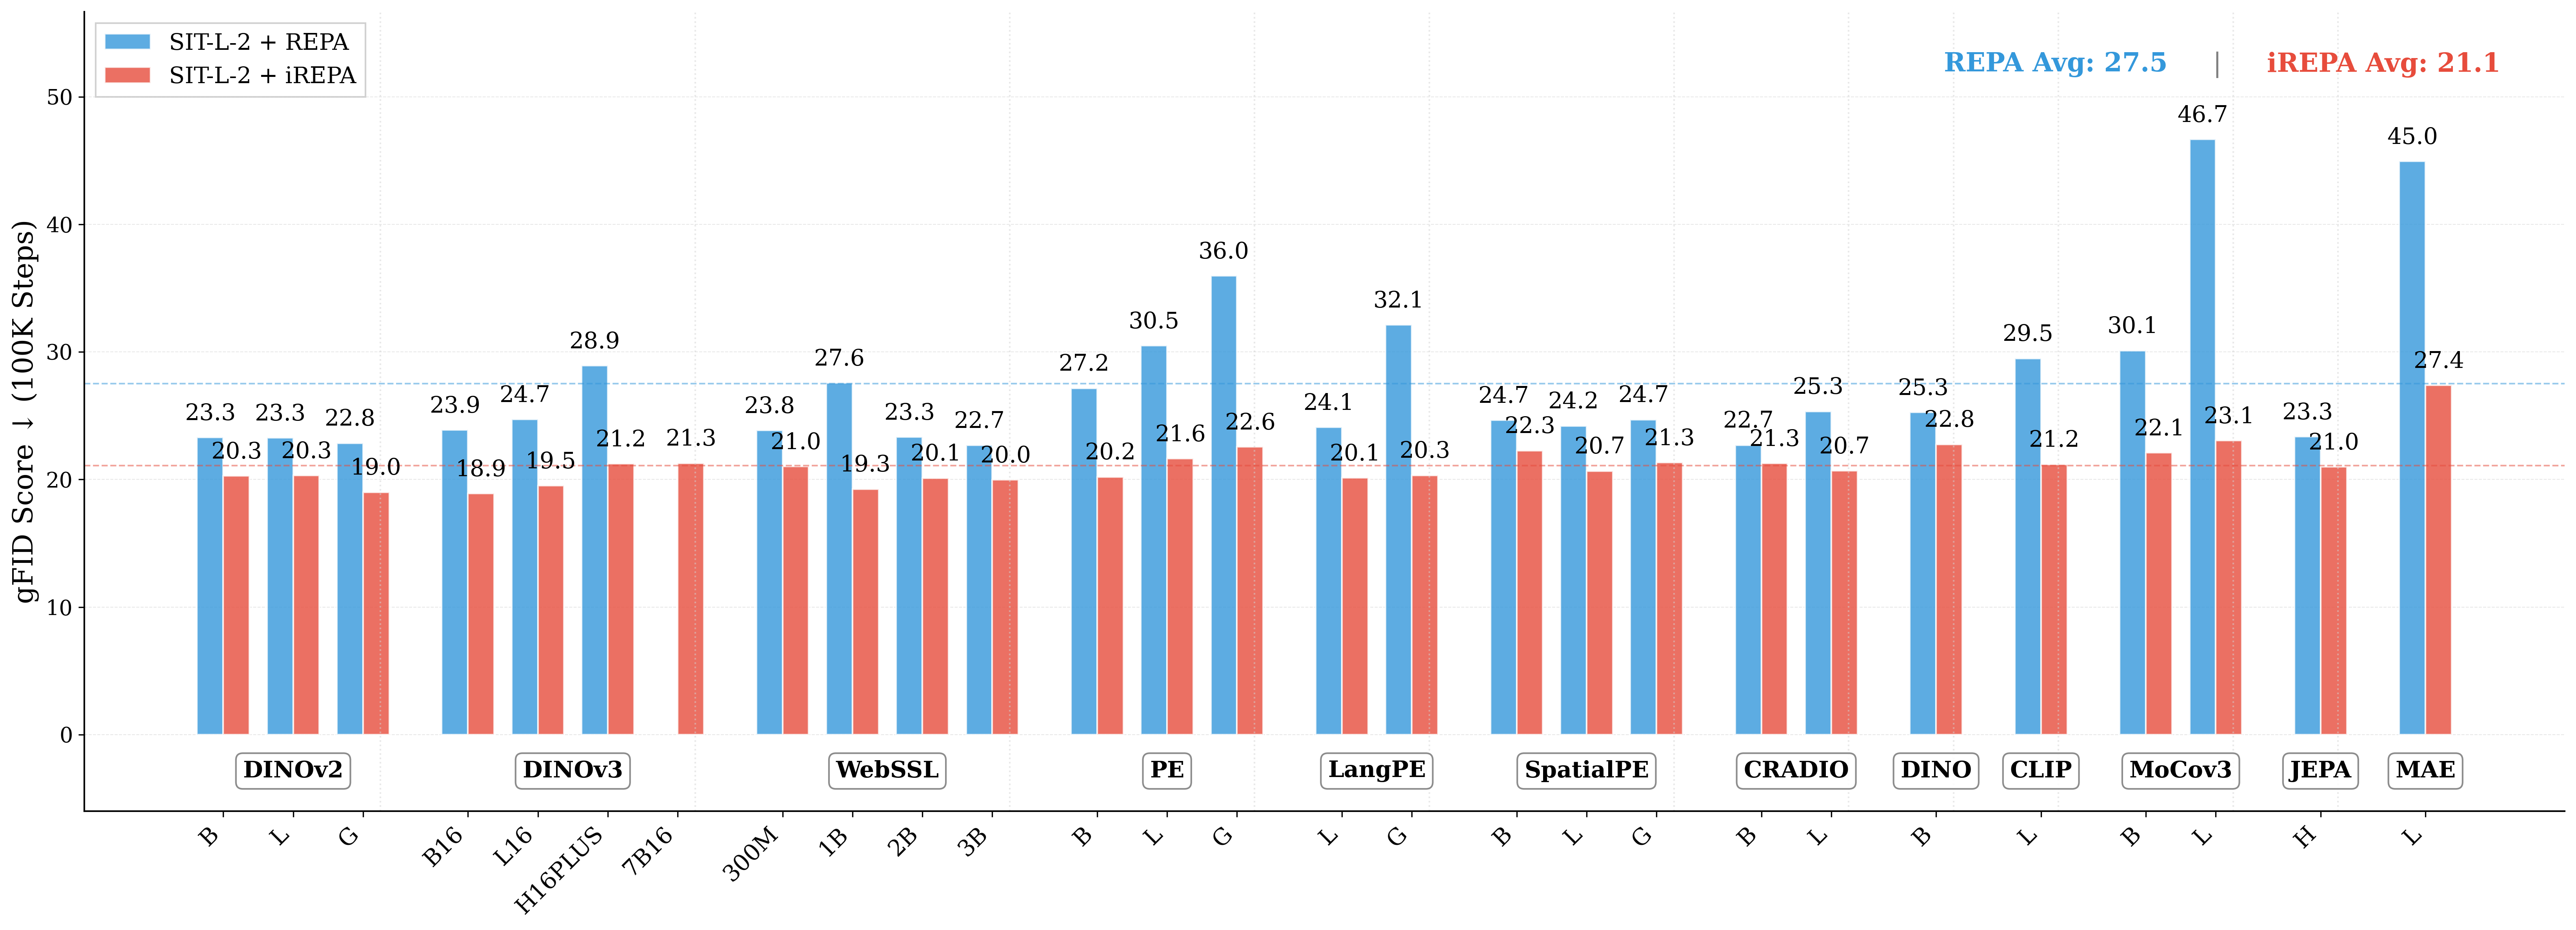 SIT-L-2 + REPA
SIT-L-2 + iREPA
REPA Avg: 27.5 | iREPA Avg: 21.1
gFID Score ↓ (100K Steps)
50
40
30
20
10
0
23.3 20.3 23.3 20.3 22.8 19.0
23.9 18.9 24.7 19.5 28.9 21.2 21.3
23.8 21.0 27.6 19.3 23.3 20.1 22.7 20.0
27.2 20.2 30.5 21.6 36.0 22.6
24.1 20.1 32.1 20.3
24.7 22.3 24.2 20.7 24.7 21.3
22.7 21.3 25.3 20.7
25.3 22.8
29.5 21.2
30.1 22.1 46.7 23.1
23.3 21.0
45.0 27.4
DINOv2 DINOv3 WebSSL PE LangPE SpatialPE CRADIO DINO CLIP MoCov3 JEPA MAE
B L G B16 L16 H16PLUS 7B16 300M 1B 2B 3B B L G L G B L G B L B L B L H L